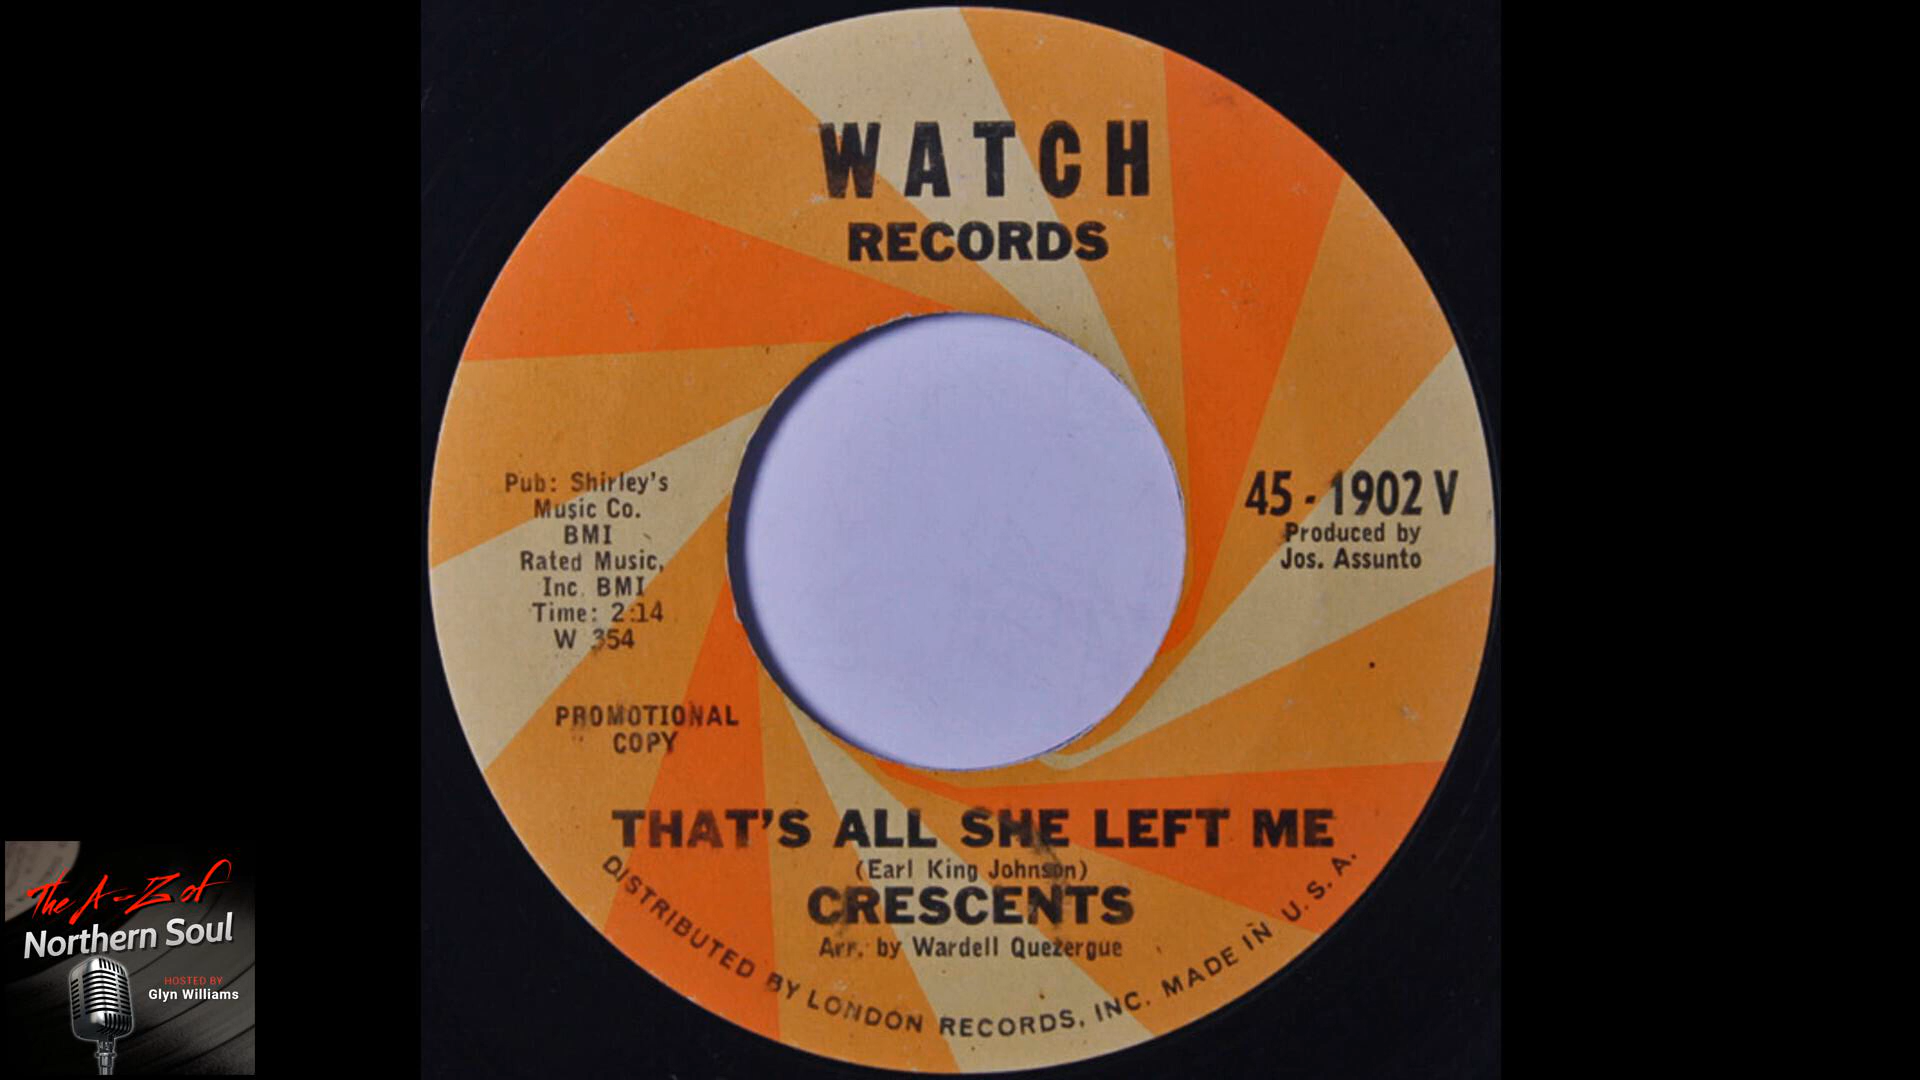 WATCH
RECORDS
Pub: Shirley's
Music Co.
BMI
Rated Music,
Inc. BMI
Time: 2:14
W 354
PROMOTIONAL
COPY
45 - 1902 V
Produced by
Jos. Assunto
THAT'S ALL SHE LEFT ME
(Earl King Johnson)
CRESCENTS
Arr. by Wardell Quezergue
DISTRIBUTED BY LONDON RECORDS, INC. MADE IN U. S. A.
The A-Z of
Northern Soul
HOSTED BY
Glyn Williams